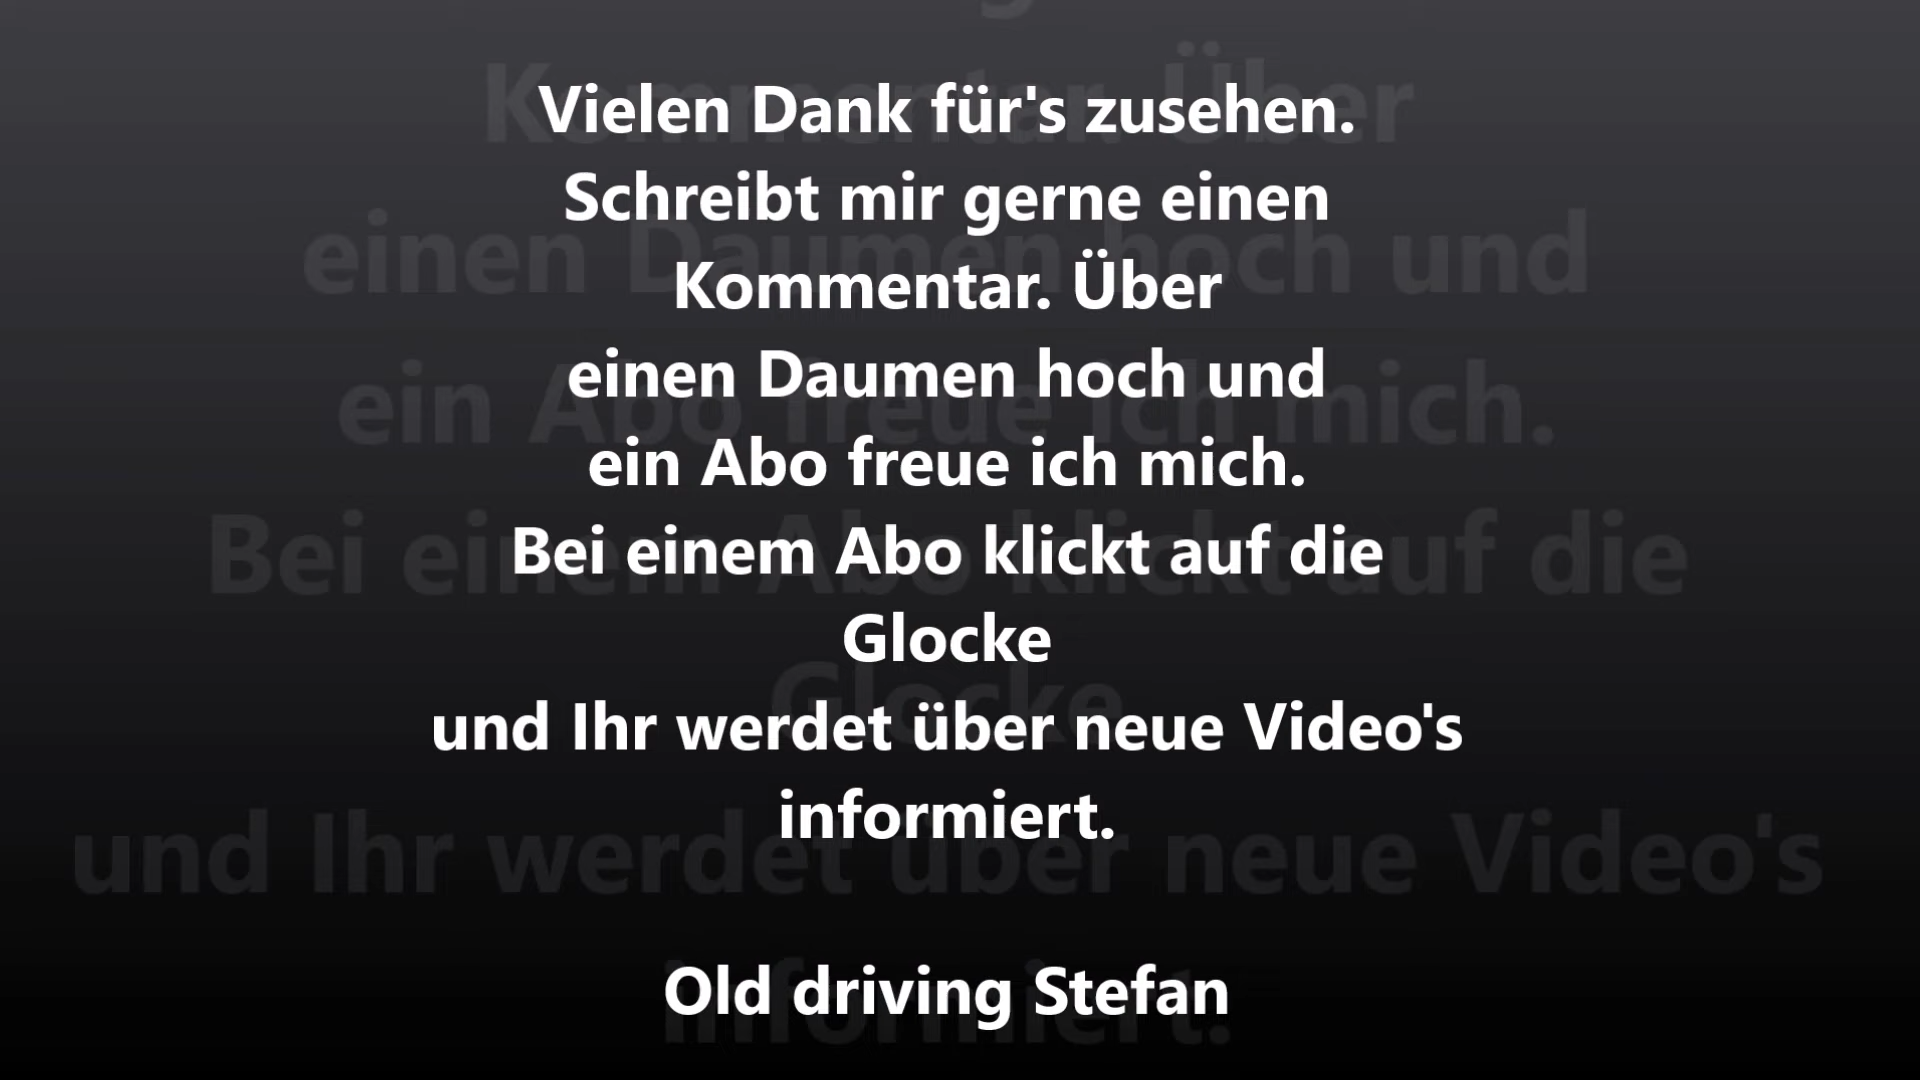 Vielen Dank für's zusehen.
Schreibt mir gerne einen
Kommentar. Über
einen Daumen hoch und
ein Abo freue ich mich.
Bei einem Abo klickt auf die
Glocke
und Ihr werdet über neue Video's
informiert.
Old driving Stefan